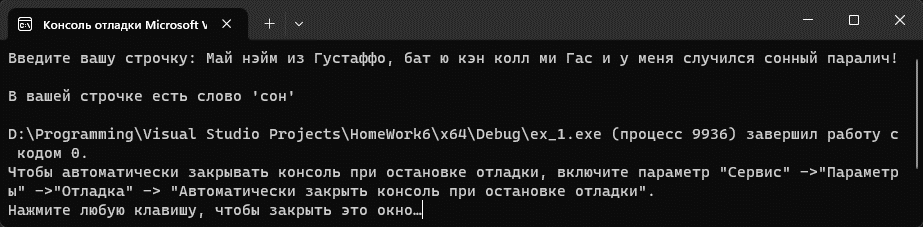 Консоль отладки Microsoft V
Введите вашу строчку: Май нэйм из Густаффо, бат ю кэн колл ми Гас и у меня случился сонный паралич!
В вашей строчке есть слово 'сон'
D:\Programming\Visual Studio Projects\HomeWork6\x64\Debug\ex_1.exe (процесс 9936) завершил работу с
кодом 0.
Чтобы автоматически закрывать консоль при остановке отладки, включите параметр "Сервис" ->"Параметр
ы" ->"Отладка" -> "Автоматически закрыть консоль при остановке отладки".
Нажмите любую клавишу, чтобы закрыть это окно…